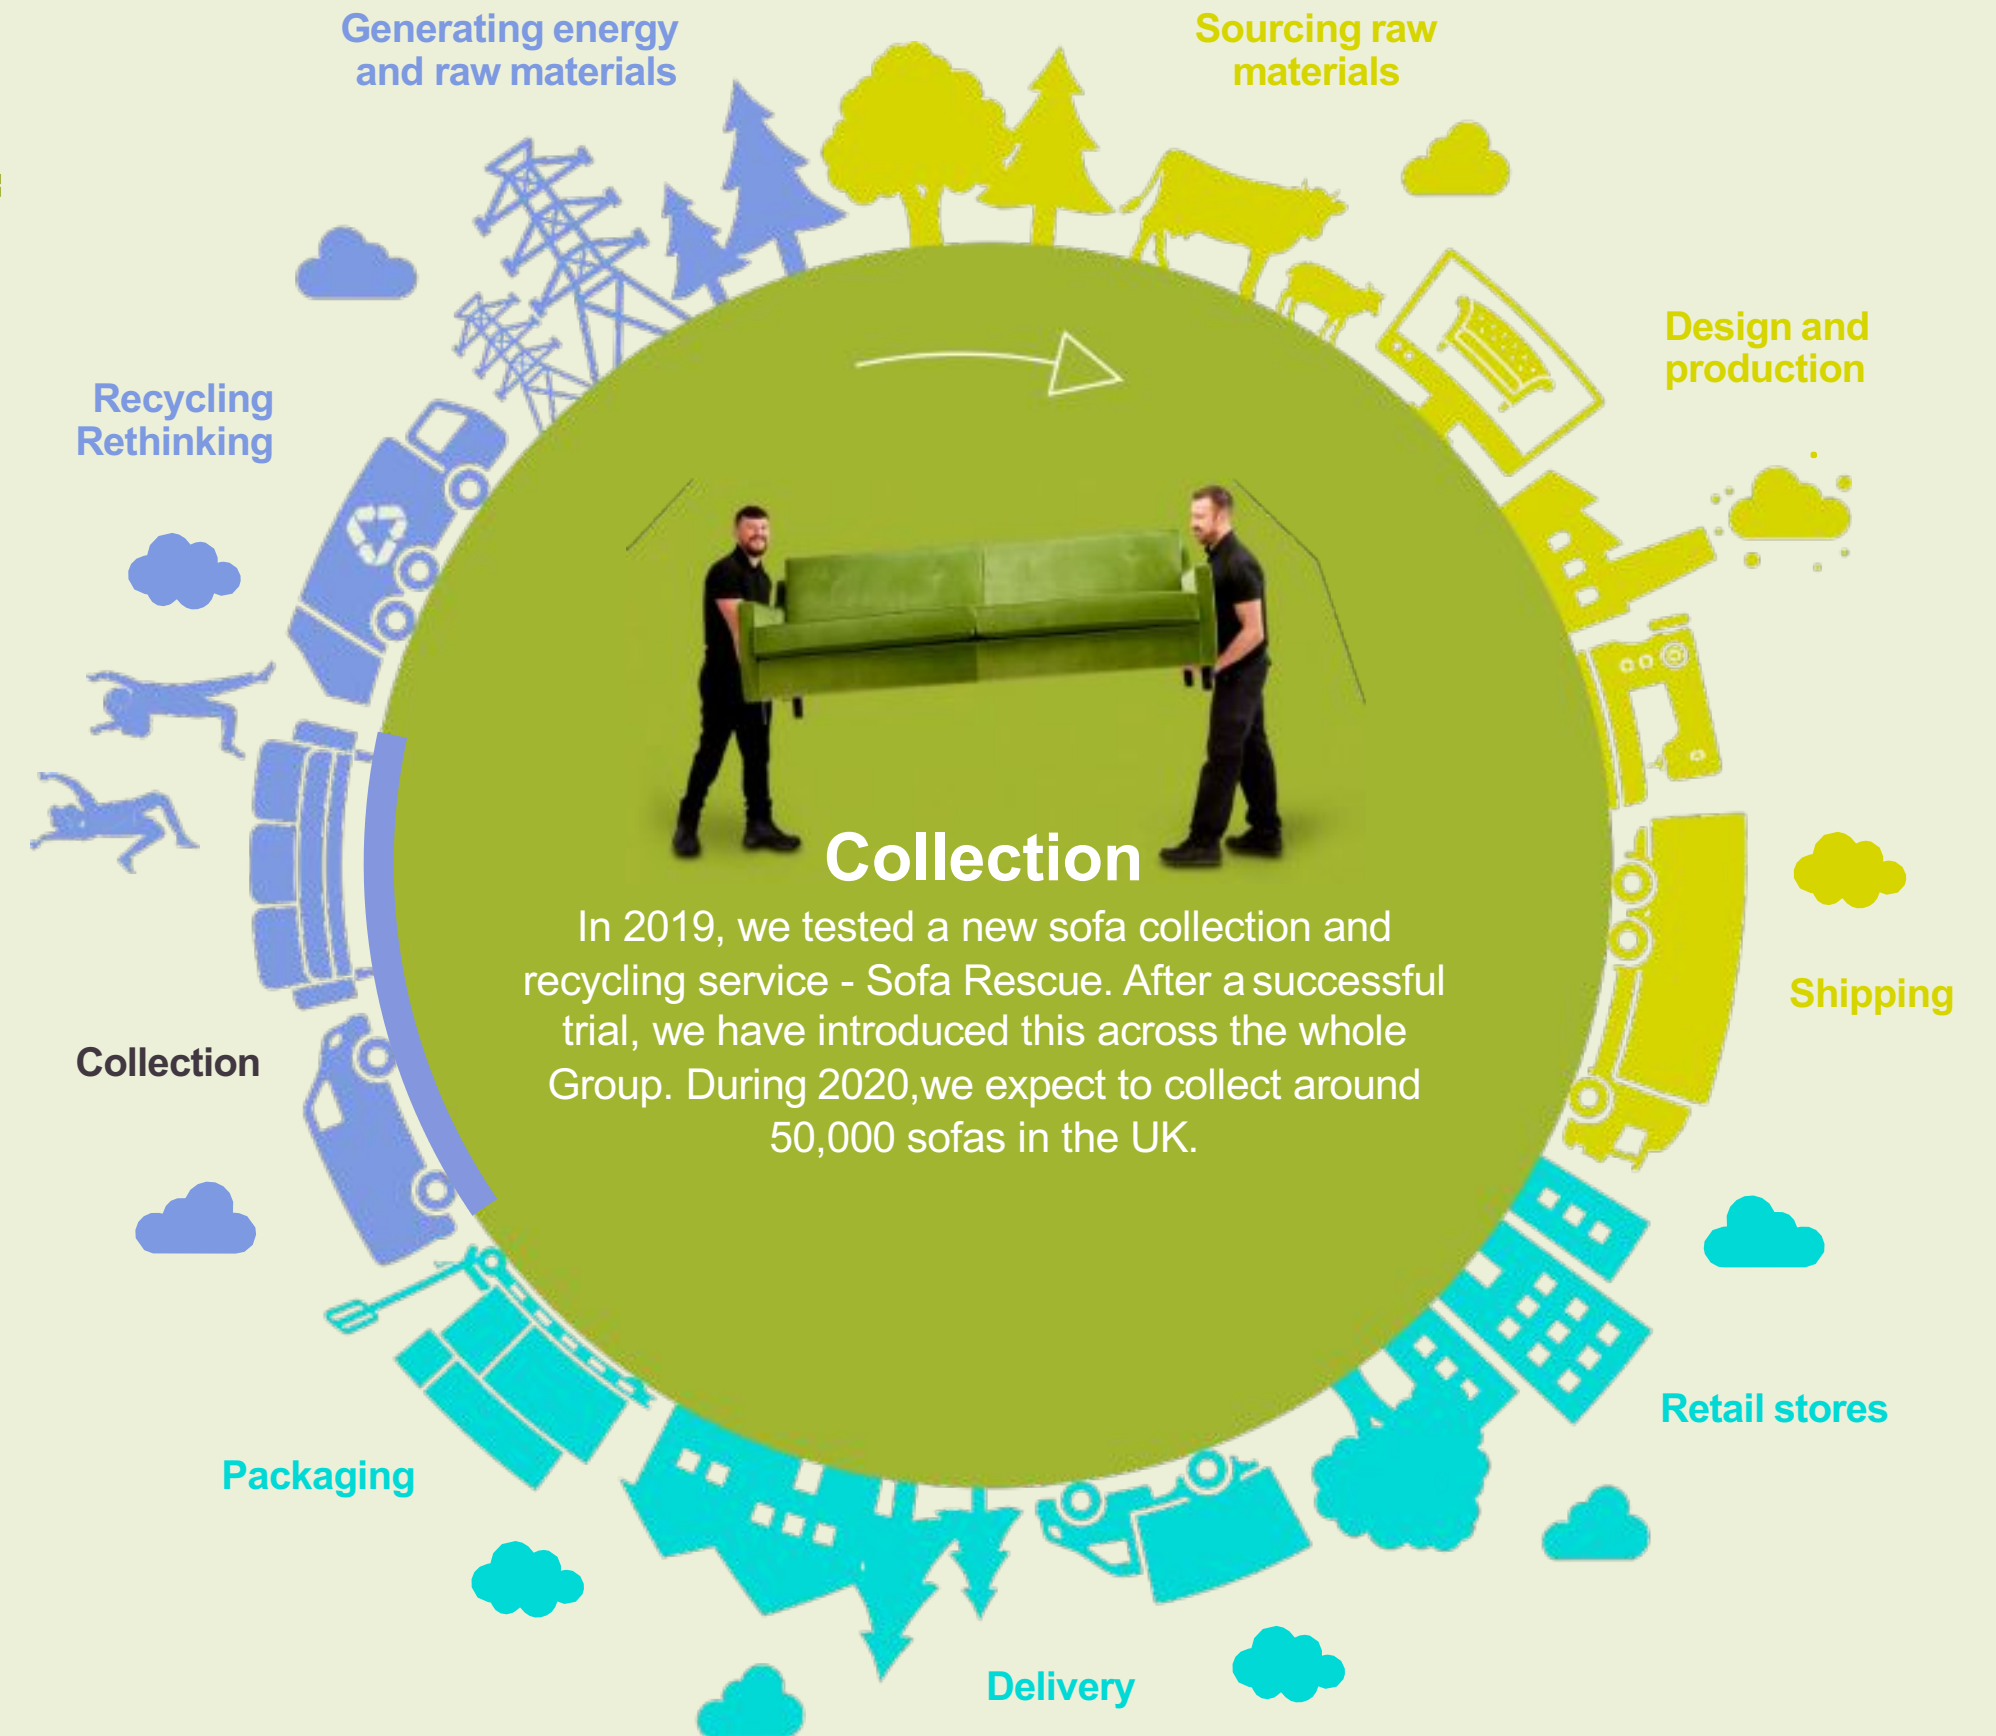 Generating energy
and raw materials
Sourcing raw
materials
Design and
production
Recycling
Rethinking
Shipping
Collection
Collection
In 2019, we tested a new sofa collection and
recycling service - Sofa Rescue. After a successful
trial, we have introduced this across the whole
Group. During 2020,we expect to collect around
50,000 sofas in the UK.
Retail stores
Packaging
Delivery